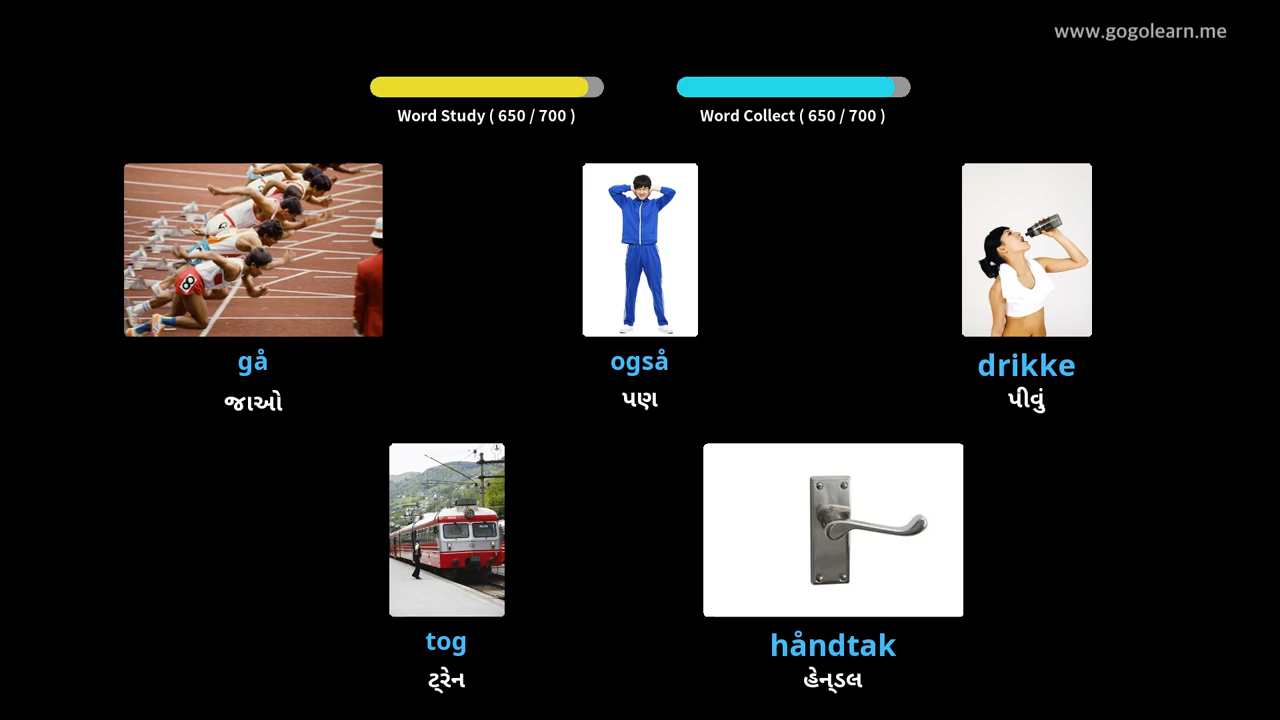 www.gogolearn.me
Word Study ( 650 / 700 )
Word Collect ( 650 / 700 )
gå
જાઓ
også
પણ
drikke
પીવું
tog
ટ્રેન
håndtak
હેન્ડલ